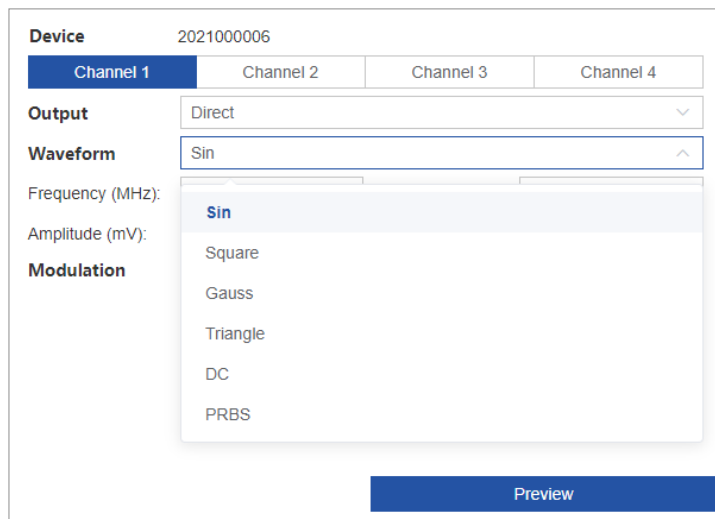 Device 2021000006
Channel 1 Channel 2 Channel 3 Channel 4
Output Direct
Waveform Sin
Frequency (MHz):
Sin
Amplitude (mV):
Square
Modulation
Gauss
Triangle
DC
PRBS
Preview